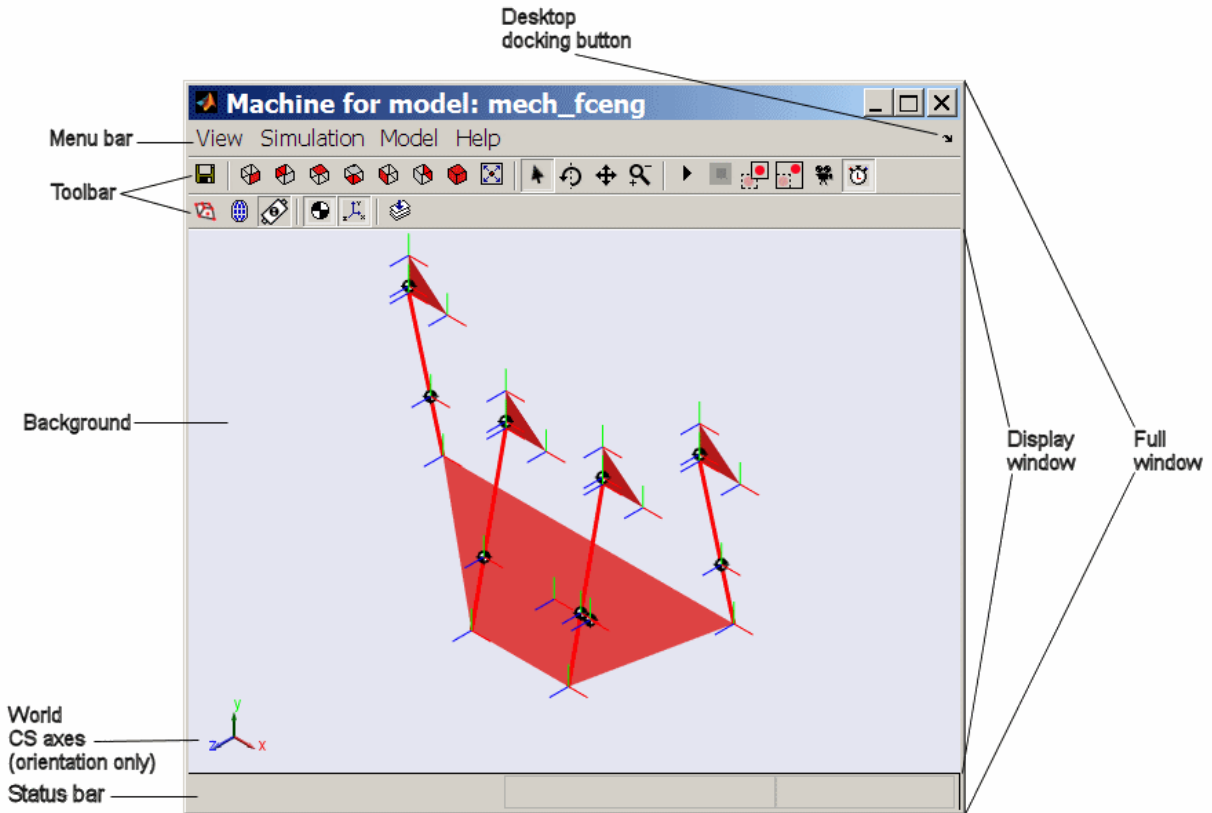 Desktop
docking button
Machine for model: mech_fceng
Menu bar
View Simulation Model Help
Toolbar
Background
Display
window
Full
window
World
CS axes
(orientation only)
y
z
x
Status bar